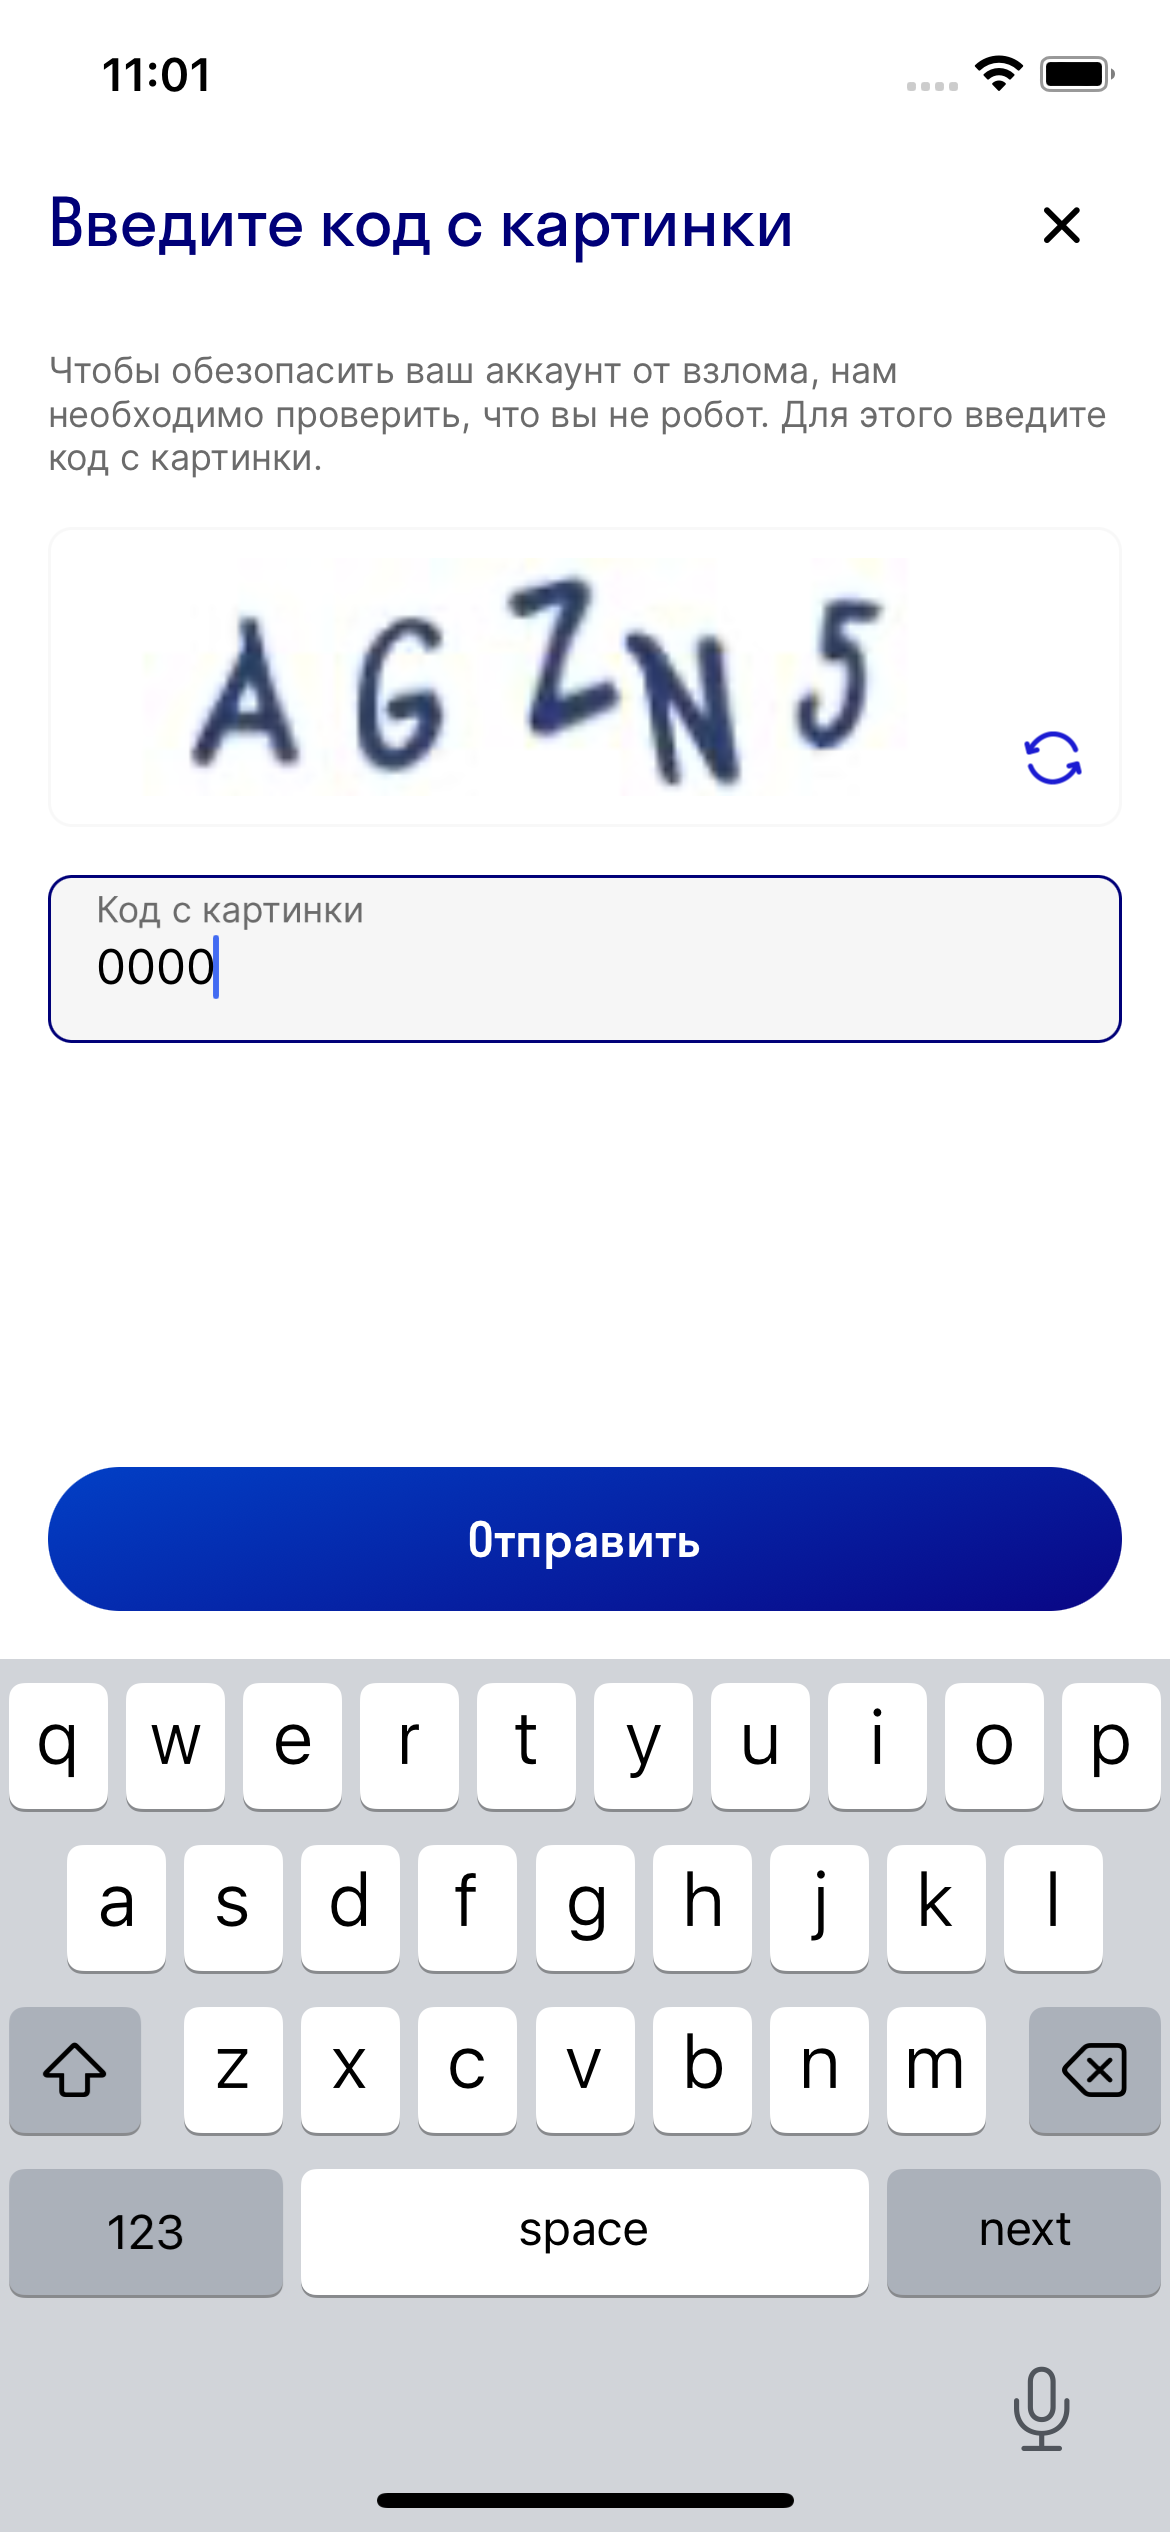 11:01
Введите код с картинки
Чтобы обезопасить ваш аккаунт от взлома, нам
необходимо проверить, что вы не робот. Для этого введите
код с картинки.
AGZN5
Код с картинки
0000
Отправить
q w e r t y u i o p
a s d f g h j k l
z x c v b n m
123 space next